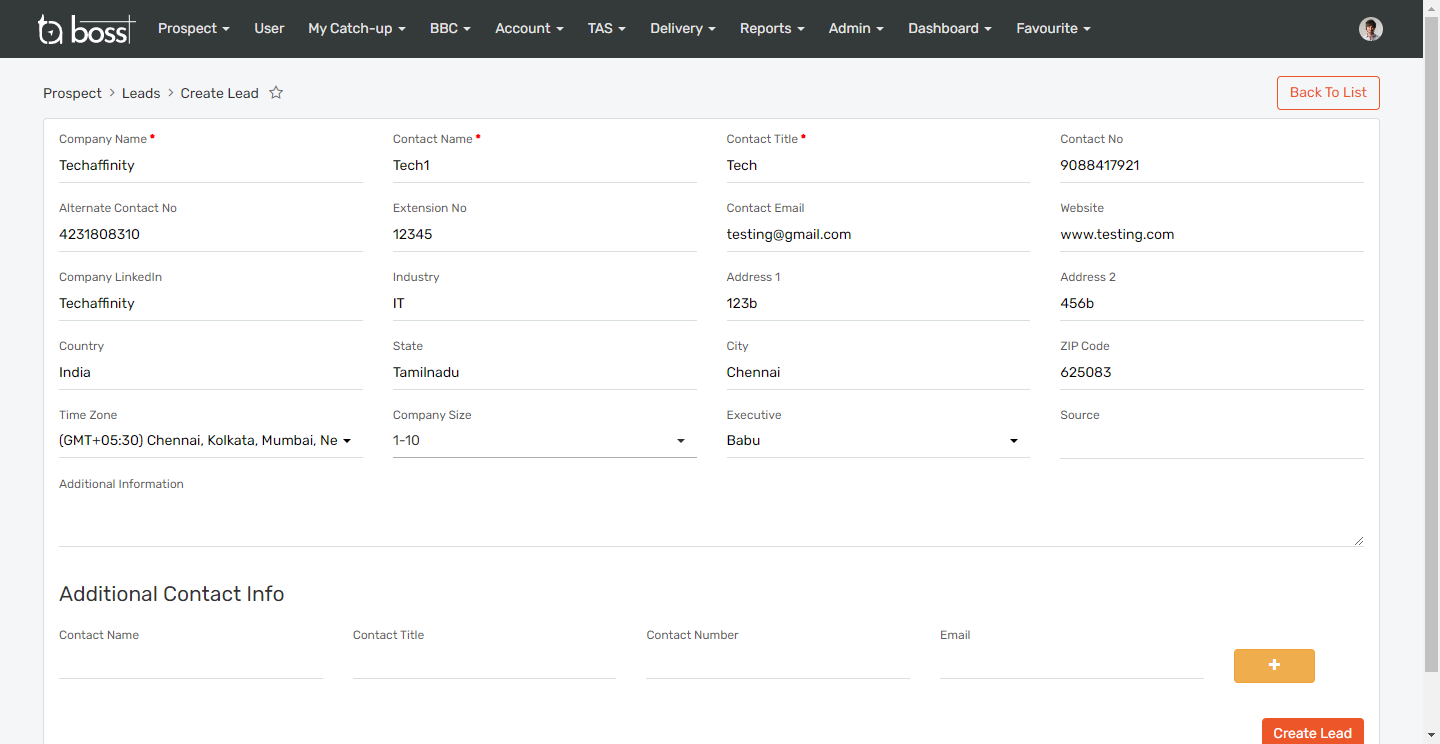 ta boss Prospect User My Catch-up BBC Account TAS Delivery Reports Admin Dashboard Favourite
Prospect > Leads > Create Lead Back To List
Company Name * Contact Name * Contact Title * Contact No
Techaffinity Tech1 Tech 9088417921
Alternate Contact No Extension No Contact Email Website
4231808310 12345 testing@gmail.com www.testing.com
Company LinkedIn Industry Address 1 Address 2
Techaffinity IT 123b 456b
Country State City ZIP Code
India Tamilnadu Chennai 625083
Time Zone Company Size Executive Source
(GMT+05:30) Chennai, Kolkata, Mumbai, Ne 1-10 Babu
Additional Information
Additional Contact Info
Contact Name Contact Title Contact Number Email
+
Create Lead